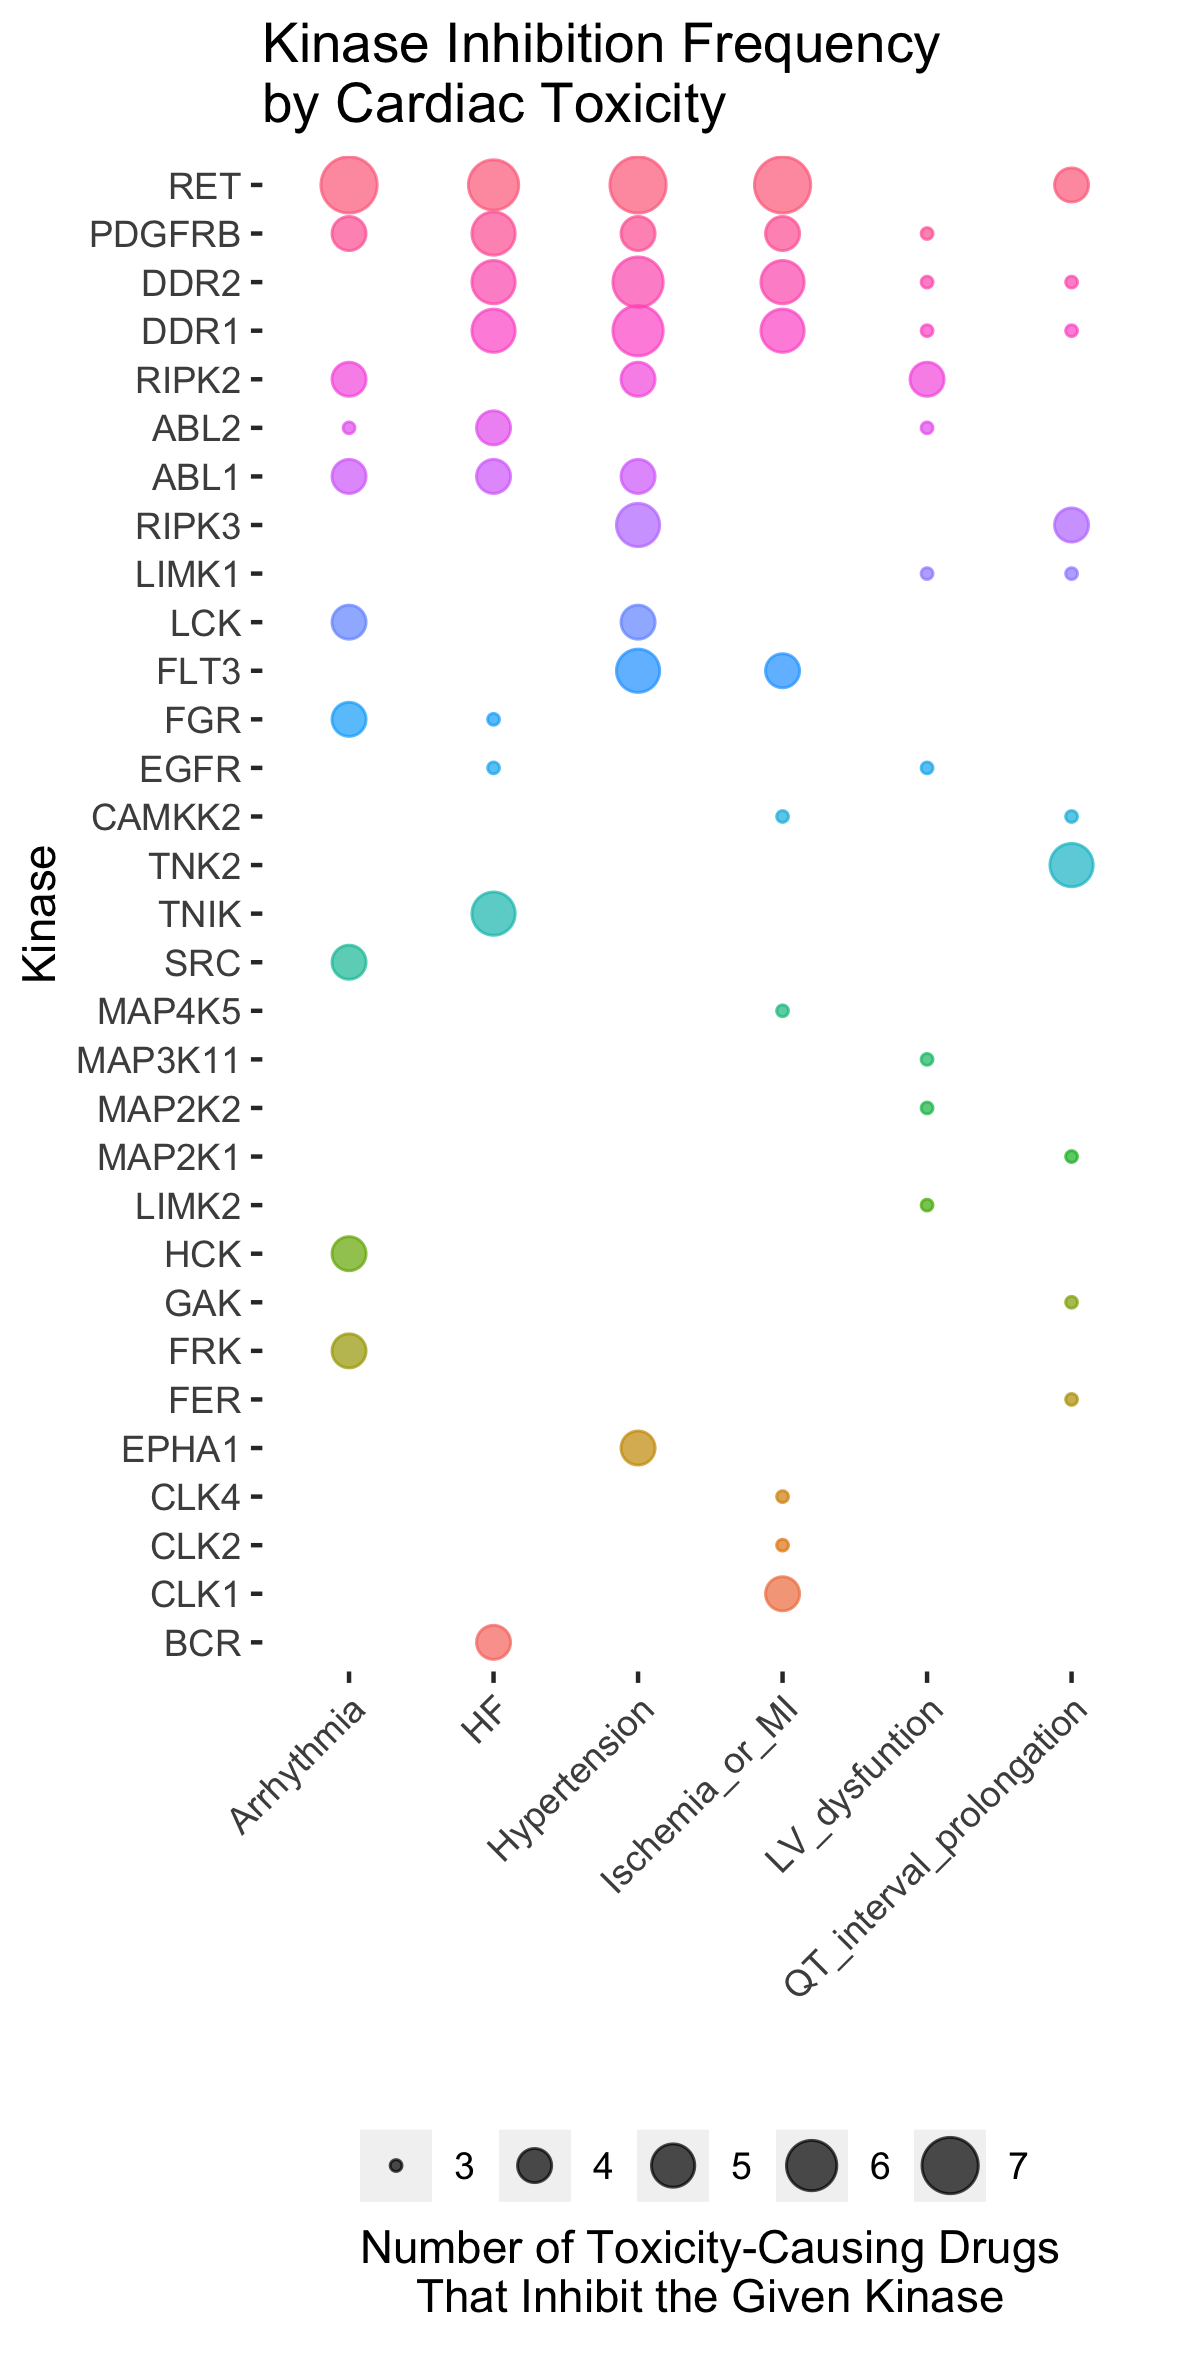 Kinase Inhibition Frequency
by Cardiac Toxicity
RET
PDGFRB
DDR2
DDR1
RIPK2
ABL2
ABL1
RIPK3
LIMK1
LCK
FLT3
FGR
EGFR
CAMKK2
TNK2
TNIK
SRC
MAP4K5
MAP3K11
MAP2K2
MAP2K1
LIMK2
HCK
GAK
FRK
FER
EPHA1
CLK4
CLK2
CLK1
BCR
Kinase
Arrhythmia
HF
Hypertension
Ischemia_or_MI
LV_dysfuntion
QT_interval_prolongation
3 4 5 6 7
Number of Toxicity-Causing Drugs
That Inhibit the Given Kinase